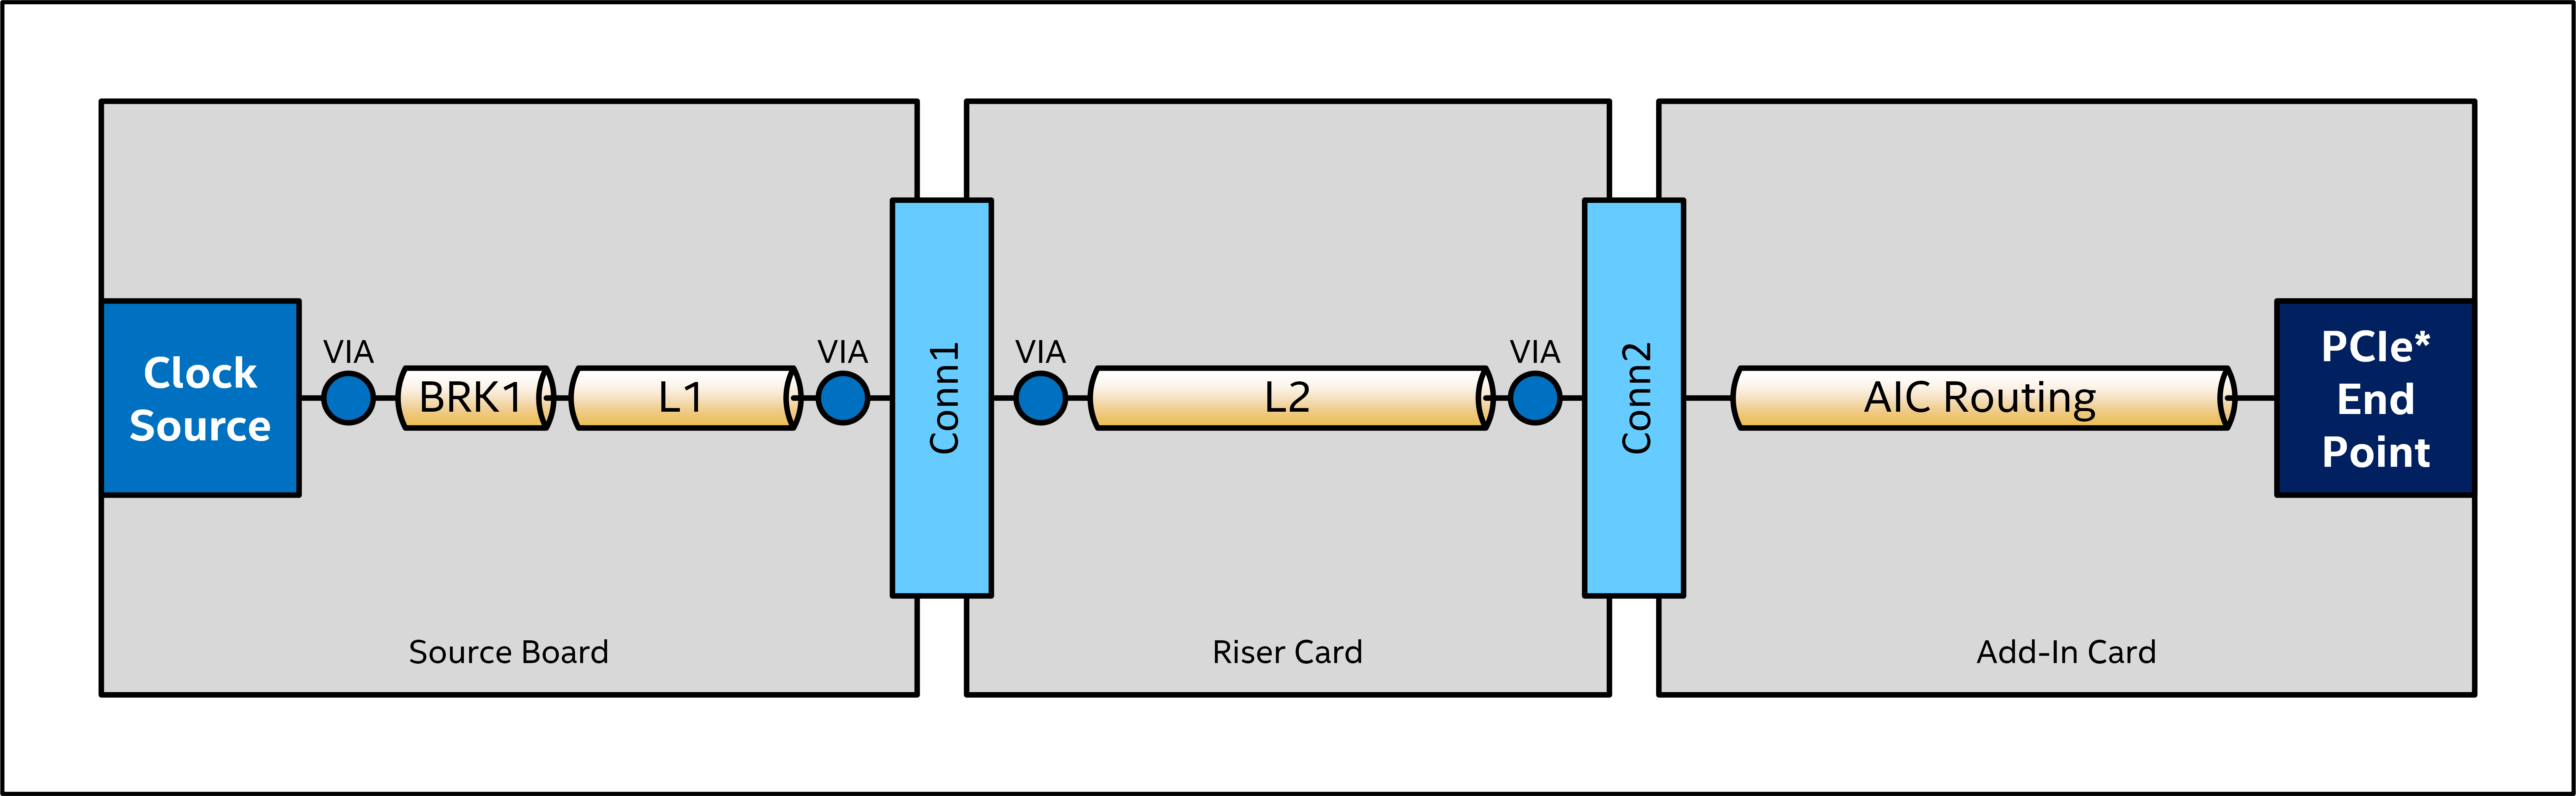 Clock
Source
VIA
BRK1
L1
VIA
Conn1
VIA
L2
VIA
Conn2
AIC Routing
PCIe*
End
Point
Source Board
Riser Card
Add-In Card